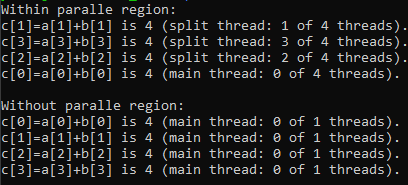 Within paralle region:
c[1]=a[1]+b[1] is 4 (split thread: 1 of 4 threads).
c[3]=a[3]+b[3] is 4 (split thread: 3 of 4 threads).
c[2]=a[2]+b[2] is 4 (split thread: 2 of 4 threads).
c[0]=a[0]+b[0] is 4 (main thread: 0 of 4 threads).

Without paralle region:
c[0]=a[0]+b[0] is 4 (main thread: 0 of 1 threads).
c[1]=a[1]+b[1] is 4 (main thread: 0 of 1 threads).
c[2]=a[2]+b[2] is 4 (main thread: 0 of 1 threads).
c[3]=a[3]+b[3] is 4 (main thread: 0 of 1 threads).